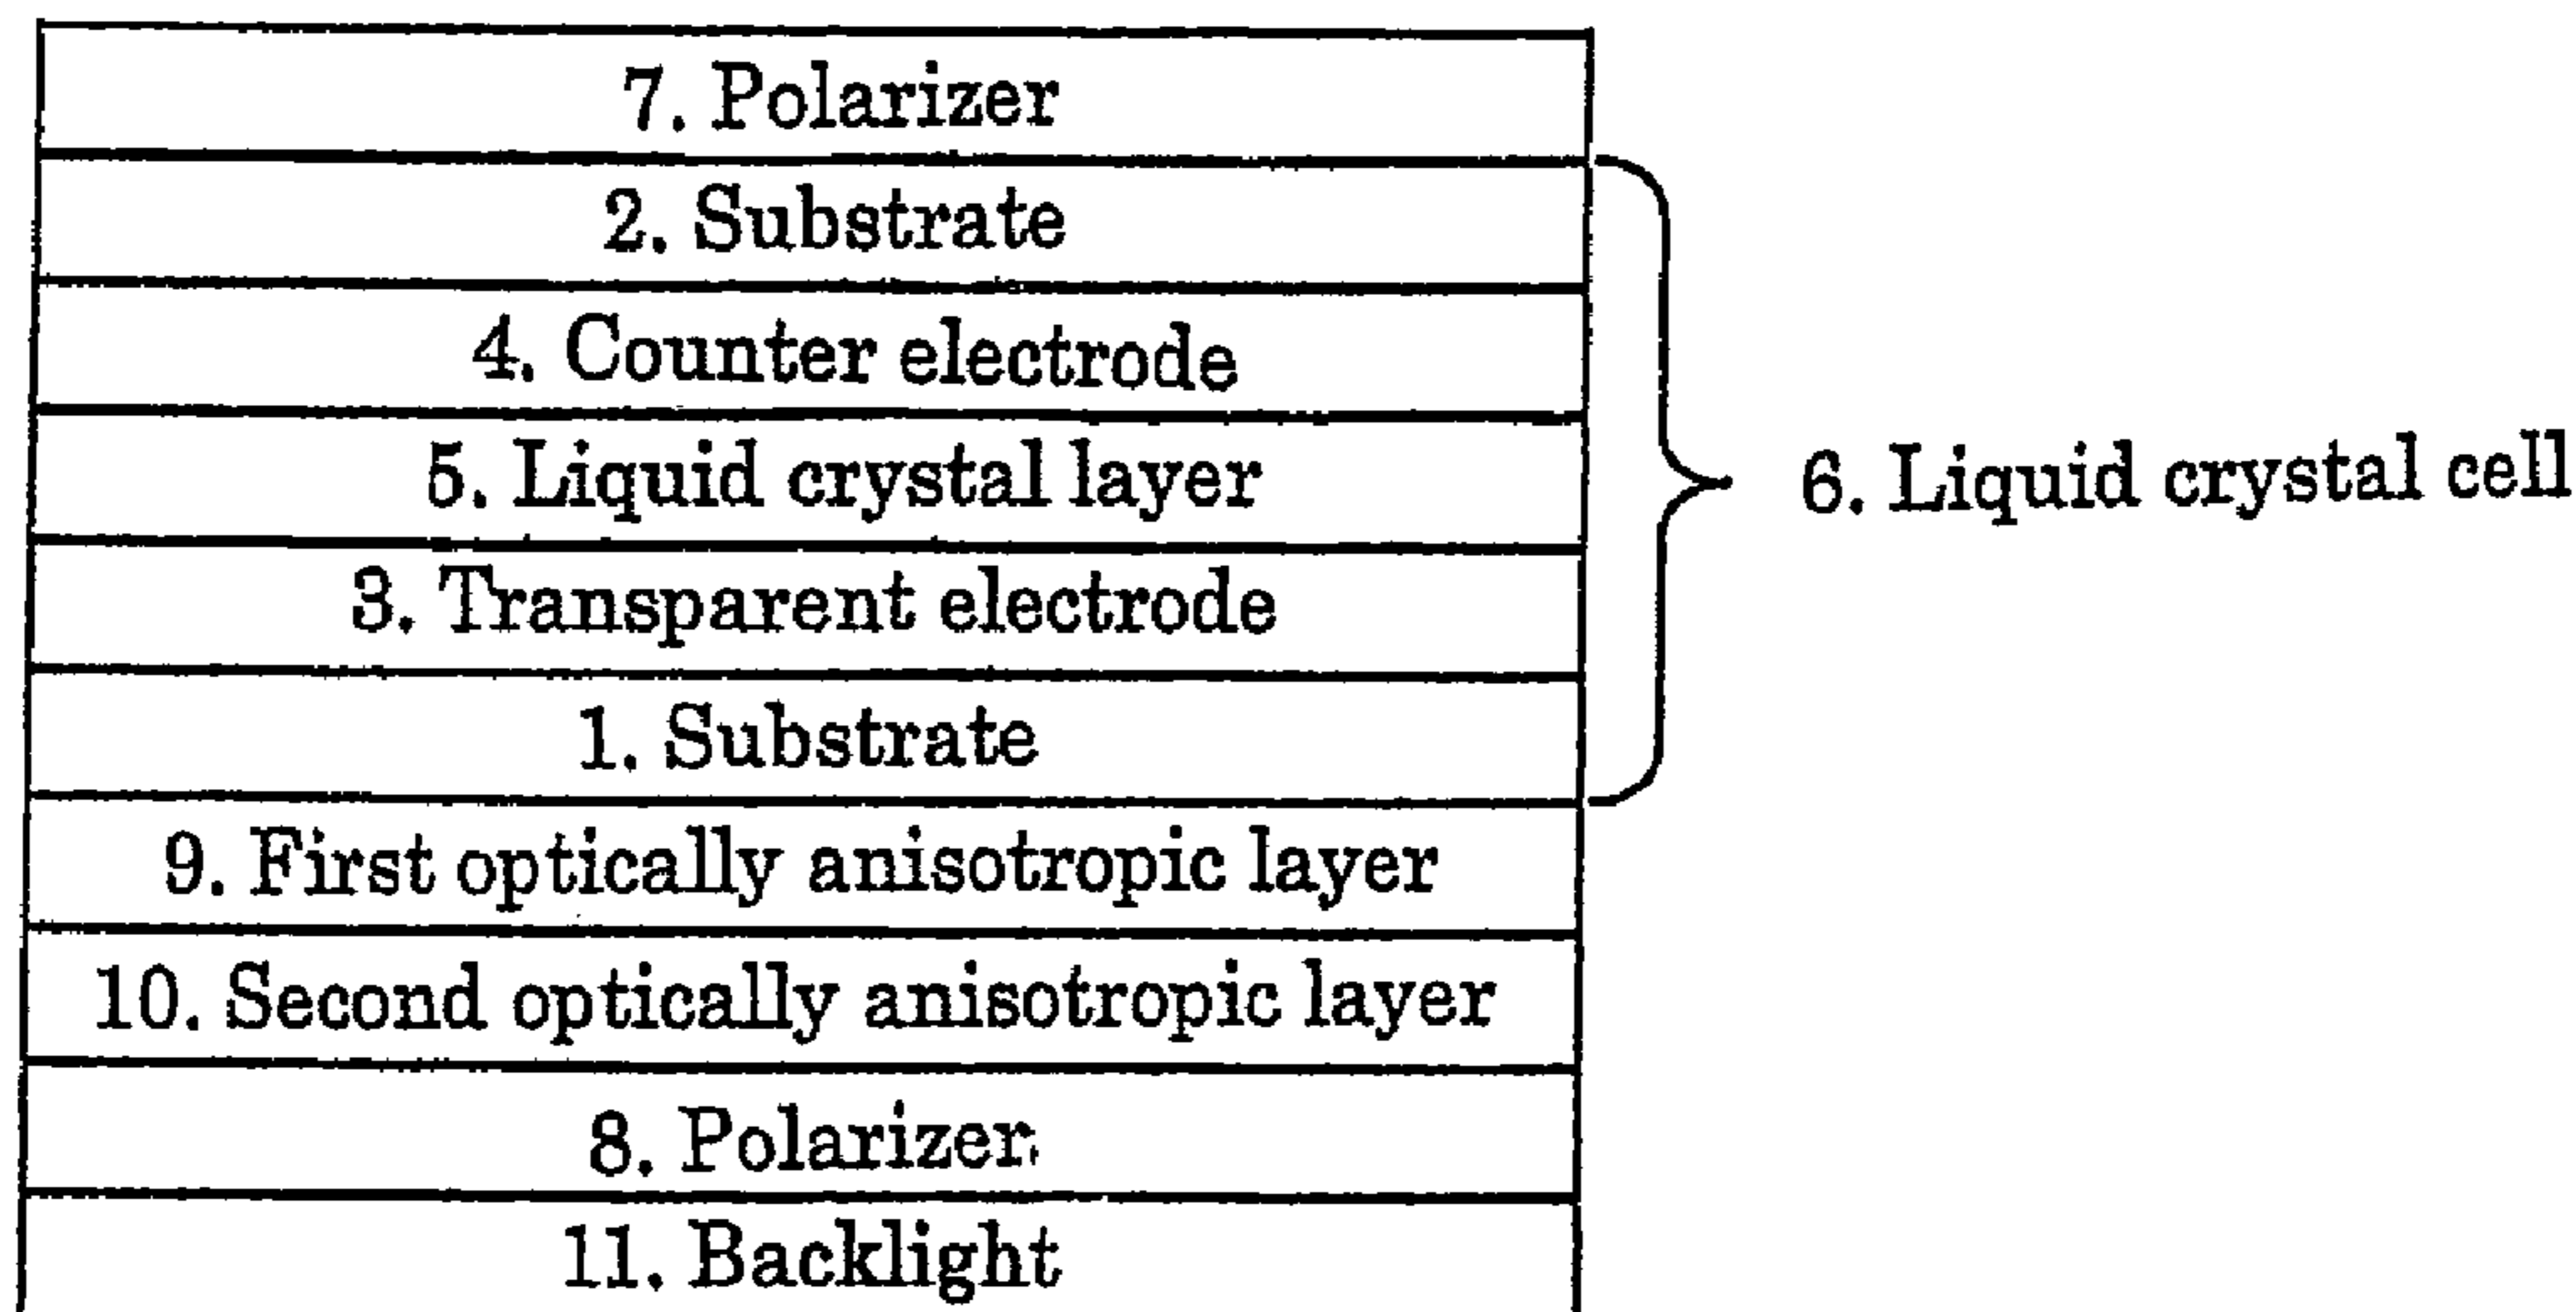 7. Polarizer
2. Substrate
4. Counter electrode
5. Liquid crystal layer
6. Liquid crystal cell
3. Transparent electrode
1. Substrate
9. First optically anisotropic layer
10. Second optically anisotropic layer
8. Polarizer
11. Backlight